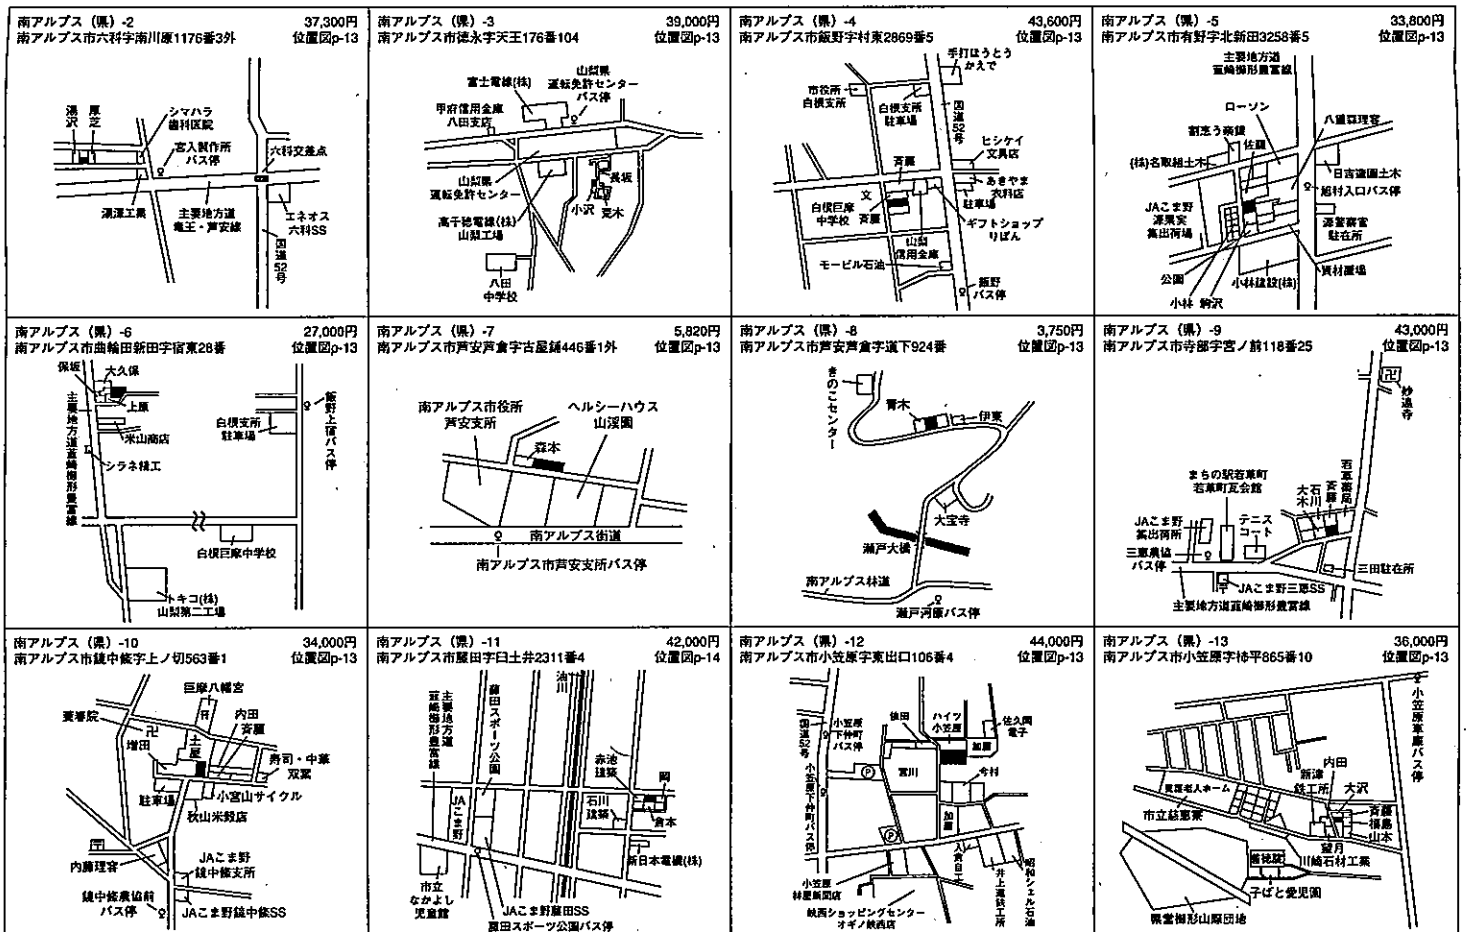 南アルプス（県）-2 37,300円
南アルプス市六科字南川原1176番3外 位置図p-13
湯沢
厚芝
シマハラ
歯科医院
宮入製作所
バス停
六科交差点
湯澤工業
主要地方道
竜王・芦安線
エネオス
六科SS
国道52号
南アルプス（県）-3 39,000円
南アルプス市徳永字天王176番104 位置図p-13
富士電線(株)
山梨県
運転免許センター
バス停
甲府信用金庫
八田支店
山梨県
運転免許センター
長坂
小沢
荒木
高千穂電線(株)
山梨工場
八田
中学校
南アルプス（県）-4 43,600円
南アルプス市飯野字村東2869番5 位置図p-13
手打ほうとう
かえで
市役所
白根支所
白根支所
駐車場
国道52号
ヒシケイ
文具店
斉藤
あきやま
衣料店
駐車場
文
白根巨摩
中学校
斉藤
ギフトショップ
りぼん
山梨
信用金庫
モービル石油
飯野
バス停
南アルプス（県）-5 33,800円
南アルプス市有野字北新田3258番5 位置図p-13
主要地方道
韮崎櫛形豊富線
ローソン
佐藤
(株)名取組土木
日吉造園土木
旭村入口バス停
JAこま野
源果実
集出荷場
源警察官
駐在所
公園
資材置場
小林
駒沢
小林建設(株)
南アルプス（県）-6 27,000円
南アルプス市曲輪田新田字宿東28番 位置図p-13
保坂
大久保
上原
主要地方道韮崎櫛形豊富線
米山商店
シラネ精工
白根支所
駐車場
飯野上宿バス停
白根巨摩中学校
トキコ(株)
山梨第二工場
南アルプス（県）-7 5,820円
南アルプス市芦安芦倉字古屋舗446番1外 位置図p-13
南アルプス市役所
芦安支所
ヘルシーハウス
山渓園
森本
南アルプス街道
南アルプス市芦安支所バス停
南アルプス（県）-8 3,750円
南アルプス市芦安芦倉字道下924番 位置図p-13
きのこセンター
青木
伊東
大宝寺
瀬戸大橋
南アルプス林道
瀬戸河原バス停
南アルプス（県）-9 43,000円
南アルプス市寺部字宮ノ前118番25 位置図p-13
妙遠寺
まちの駅若草町
若草町瓦会館
若草薬局
斉藤
石川
大木
JAこま野
集出荷所
テニス
コート
三恵農協
バス停
三田駐在所
JAこま野三恵SS
主要地方道韮崎櫛形豊富線
南アルプス（県）-10 34,000円
南アルプス市鏡中條字上ノ切563番1 位置図p-13
巨摩八幡宮
内田
斉藤
増田
土屋
寿司・中華
双葉
駐車場
小宮山サイクル
秋山米穀店
内藤理容
JAこま野
鏡中條支所
鏡中條農協前
バス停
JAこま野鏡中條SS
南アルプス（県）-11 42,000円
南アルプス市藤田字臼土井2311番4 位置図p-14
主要地方道
韮崎櫛形豊富線
藤田スポーツ公園
油川
赤池
建築
岡
JAこま野
石川
建築
倉本
新日本電機(株)
市立
なかよし
児童館
JAこま野藤田SS
藤田スポーツ公園バス停
南アルプス（県）-12 44,000円
南アルプス市小笠原字東出口106番4 位置図p-13
国道52号
小笠原
下仲町
バス停
依田
ハイツ
小笠原
佐久間
電子
加藤
宮川
今村
P
小笠原下仲町バス停
加藤
P
小笠原
林屋新聞店
入倉自工
井上運鉄工所
昭和シェル石油
峡西ショッピングセンター
オギノ峡西店
南アルプス（県）-13 36,000円
南アルプス市小笠原字柿平865番10 位置図p-13
小笠原車庫バス停
内田
新津
鉄工所
大沢
市立慈恵寮
斉藤
福島
山本
望月
川崎石材工業
子ばと愛児園
県営櫛形山原団地